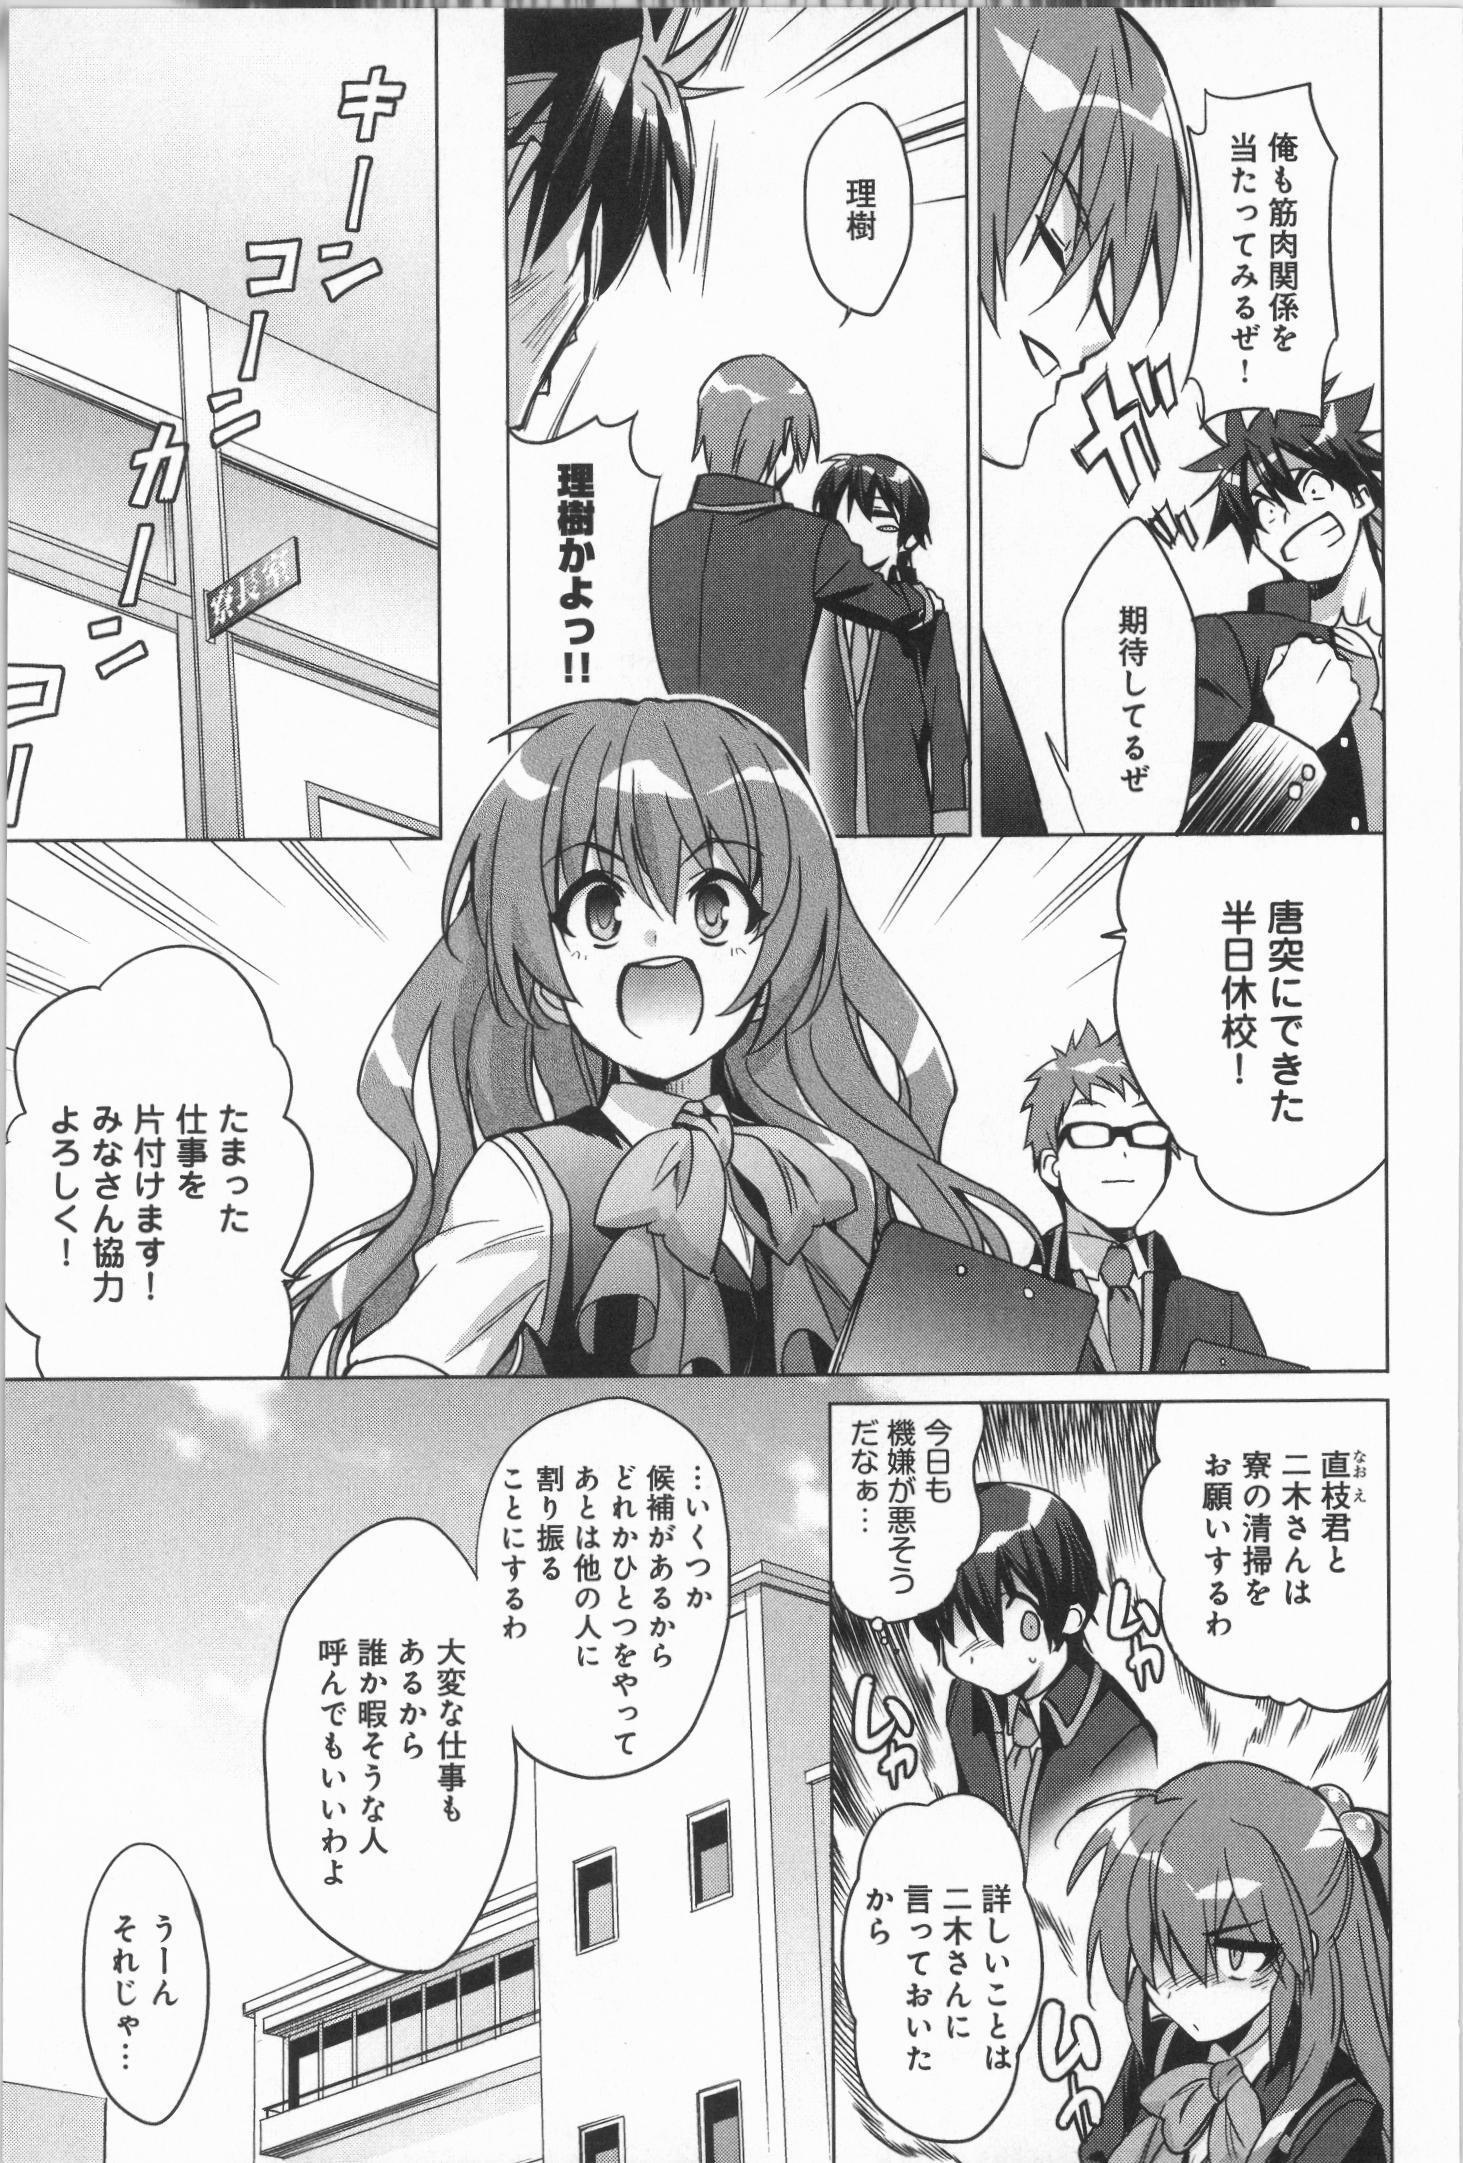 俺も筋肉関係を
当たってみるぜ!
ガガッ
期待してるぜ
理樹
理樹かよっ!!
キーン
コーン
カーン
コーン
寮長室
唐突にできた
半日休校!
たまった
仕事を
片付けます!
みなさん協力
よろしく!
直枝君と
なおえ
二木さんは
寮の清掃を
お願いするわ
今日も
機嫌が悪そう
だなぁ…
ムカ
ムカ
ムカ
詳しいことは
二木さんに
言っておいた
から
…いくつか
候補があるから
どれかひとつをやって
あとは他の人に
割り振る
ことにするわ
大変な仕事も
あるから
誰か暇そうな人
呼んでもいいわよ
うーん
それじゃ…